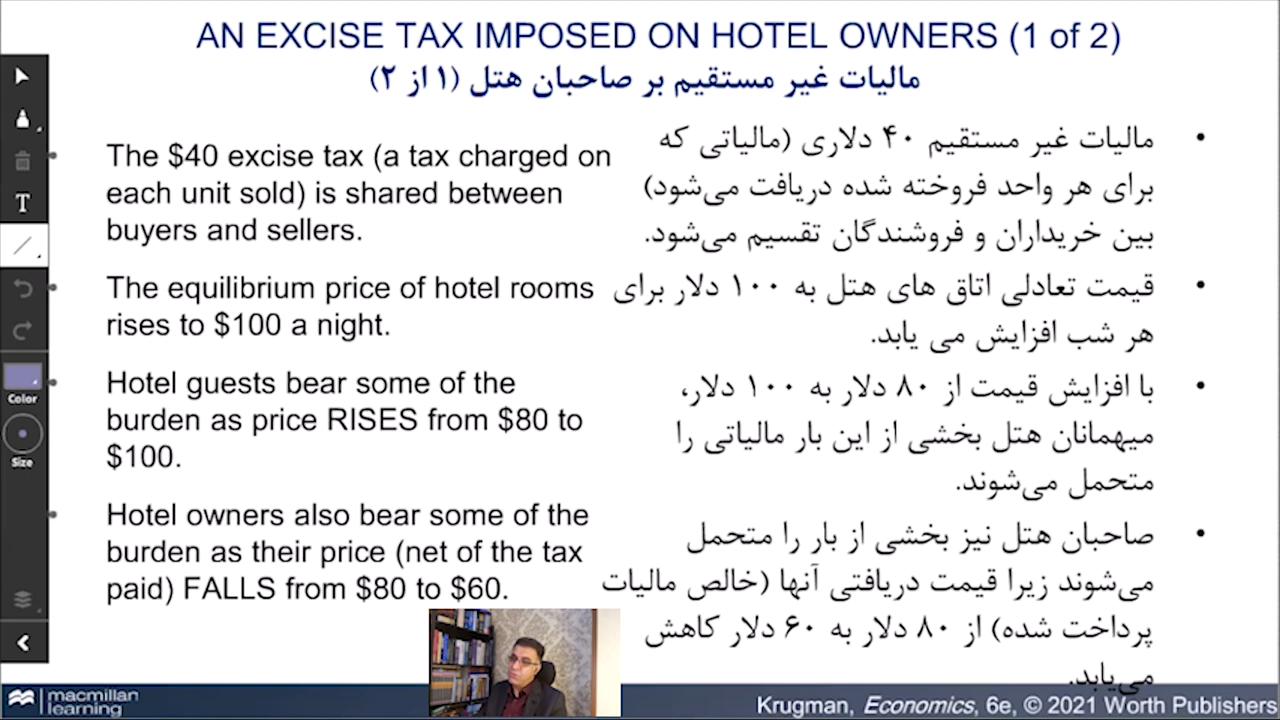 AN EXCISE TAX IMPOSED ON HOTEL OWNERS (1 of 2)
مالیات غیر مستقیم بر صاحبان هتل (۱ از ۲)
The $40 excise tax (a tax charged on
each unit sold) is shared between
buyers and sellers.
The equilibrium price of hotel rooms
rises to $100 a night.
Hotel guests bear some of the
burden as price RISES from $80 to
$100.
Hotel owners also bear some of the
burden as their price (net of the tax
paid) FALLS from $80 to $60.
مالیات غیر مستقیم ۴۰ دلاری (مالیاتی که
برای هر واحد فروخته شده دریافت می‌شود)
بین خریداران و فروشندگان تقسیم می‌شود.
قیمت تعادلی اتاق های هتل به ۱۰۰ دلار برای
هر شب افزایش می یابد.
با افزایش قیمت از ۸۰ دلار به ۱۰۰ دلار،
میهمانان هتل بخشی از این بار مالیاتی را
متحمل می‌شوند.
صاحبان هتل نیز بخشی از بار را متحمل
می‌شوند زیرا قیمت دریافتی آنها (خالص مالیات
پرداخت شده) از ۸۰ دلار به ۶۰ دلار کاهش
می‌یابد.
T
Color
Size
macmillan
learning
Krugman, Economics, 6e, © 2021 Worth Publishers